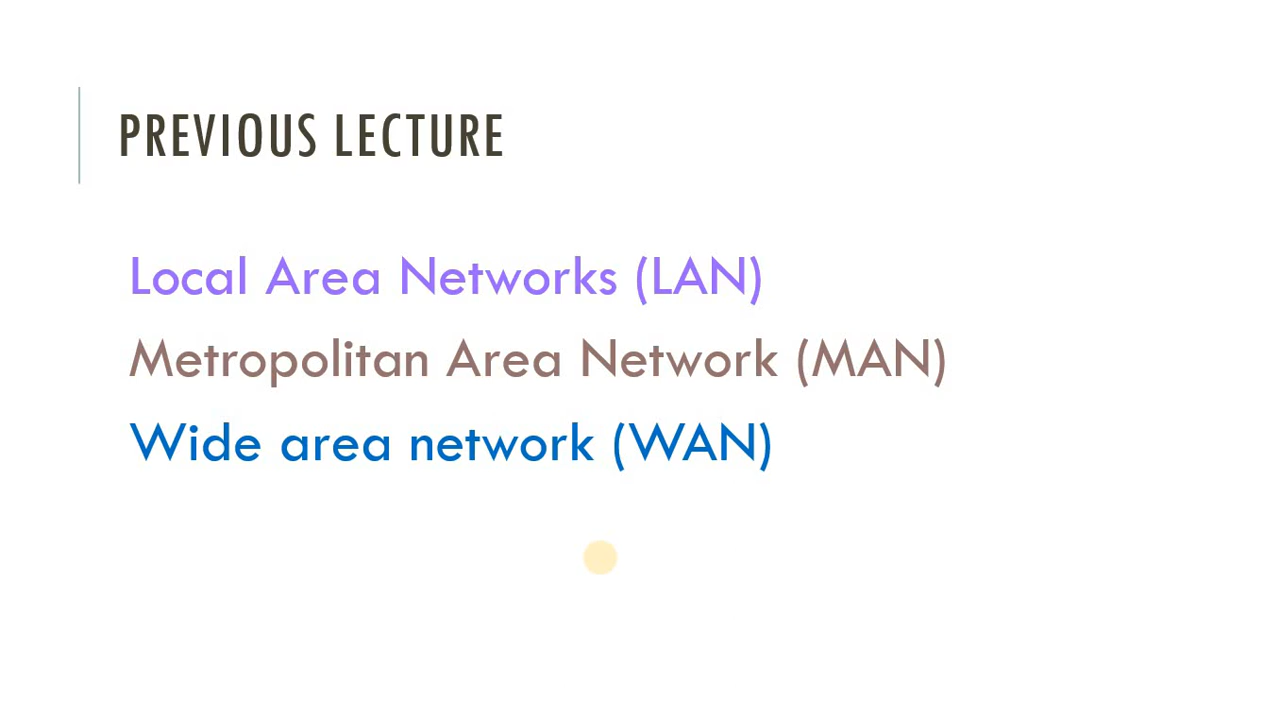 PREVIOUS LECTURE
Local Area Networks (LAN)
Metropolitan Area Network (MAN)
Wide area network (WAN)